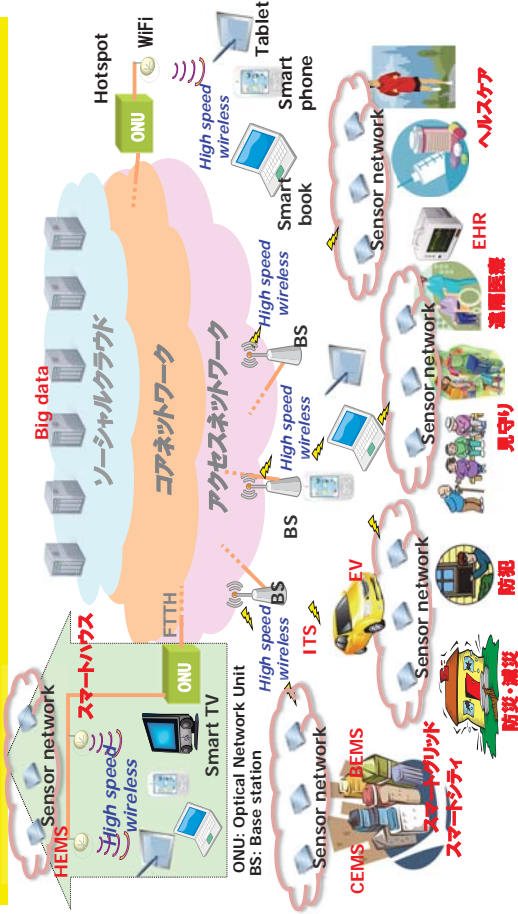 Big data
ソーシャルクラウド
コアネットワーク
アクセスネットワーク
Sensor network
HEMS
スマートハウス
High speed
wireless
Smart TV
ONU
FTTH
ONU: Optical Network Unit
BS: Base station
High speed
wireless
BS
BS
High speed
wireless
BS
High speed
wireless
Hotspot
ONU
WiFi
High speed
wireless
Tablet
Smart
phone
Smart
book
Sensor network
CEMS
BEMS
スマートグリッド
スマートシティ
ITS
EV
Sensor network
防災・減災
防犯
Sensor network
見守り
遠隔医療
Sensor network
EHR
ヘルスケア